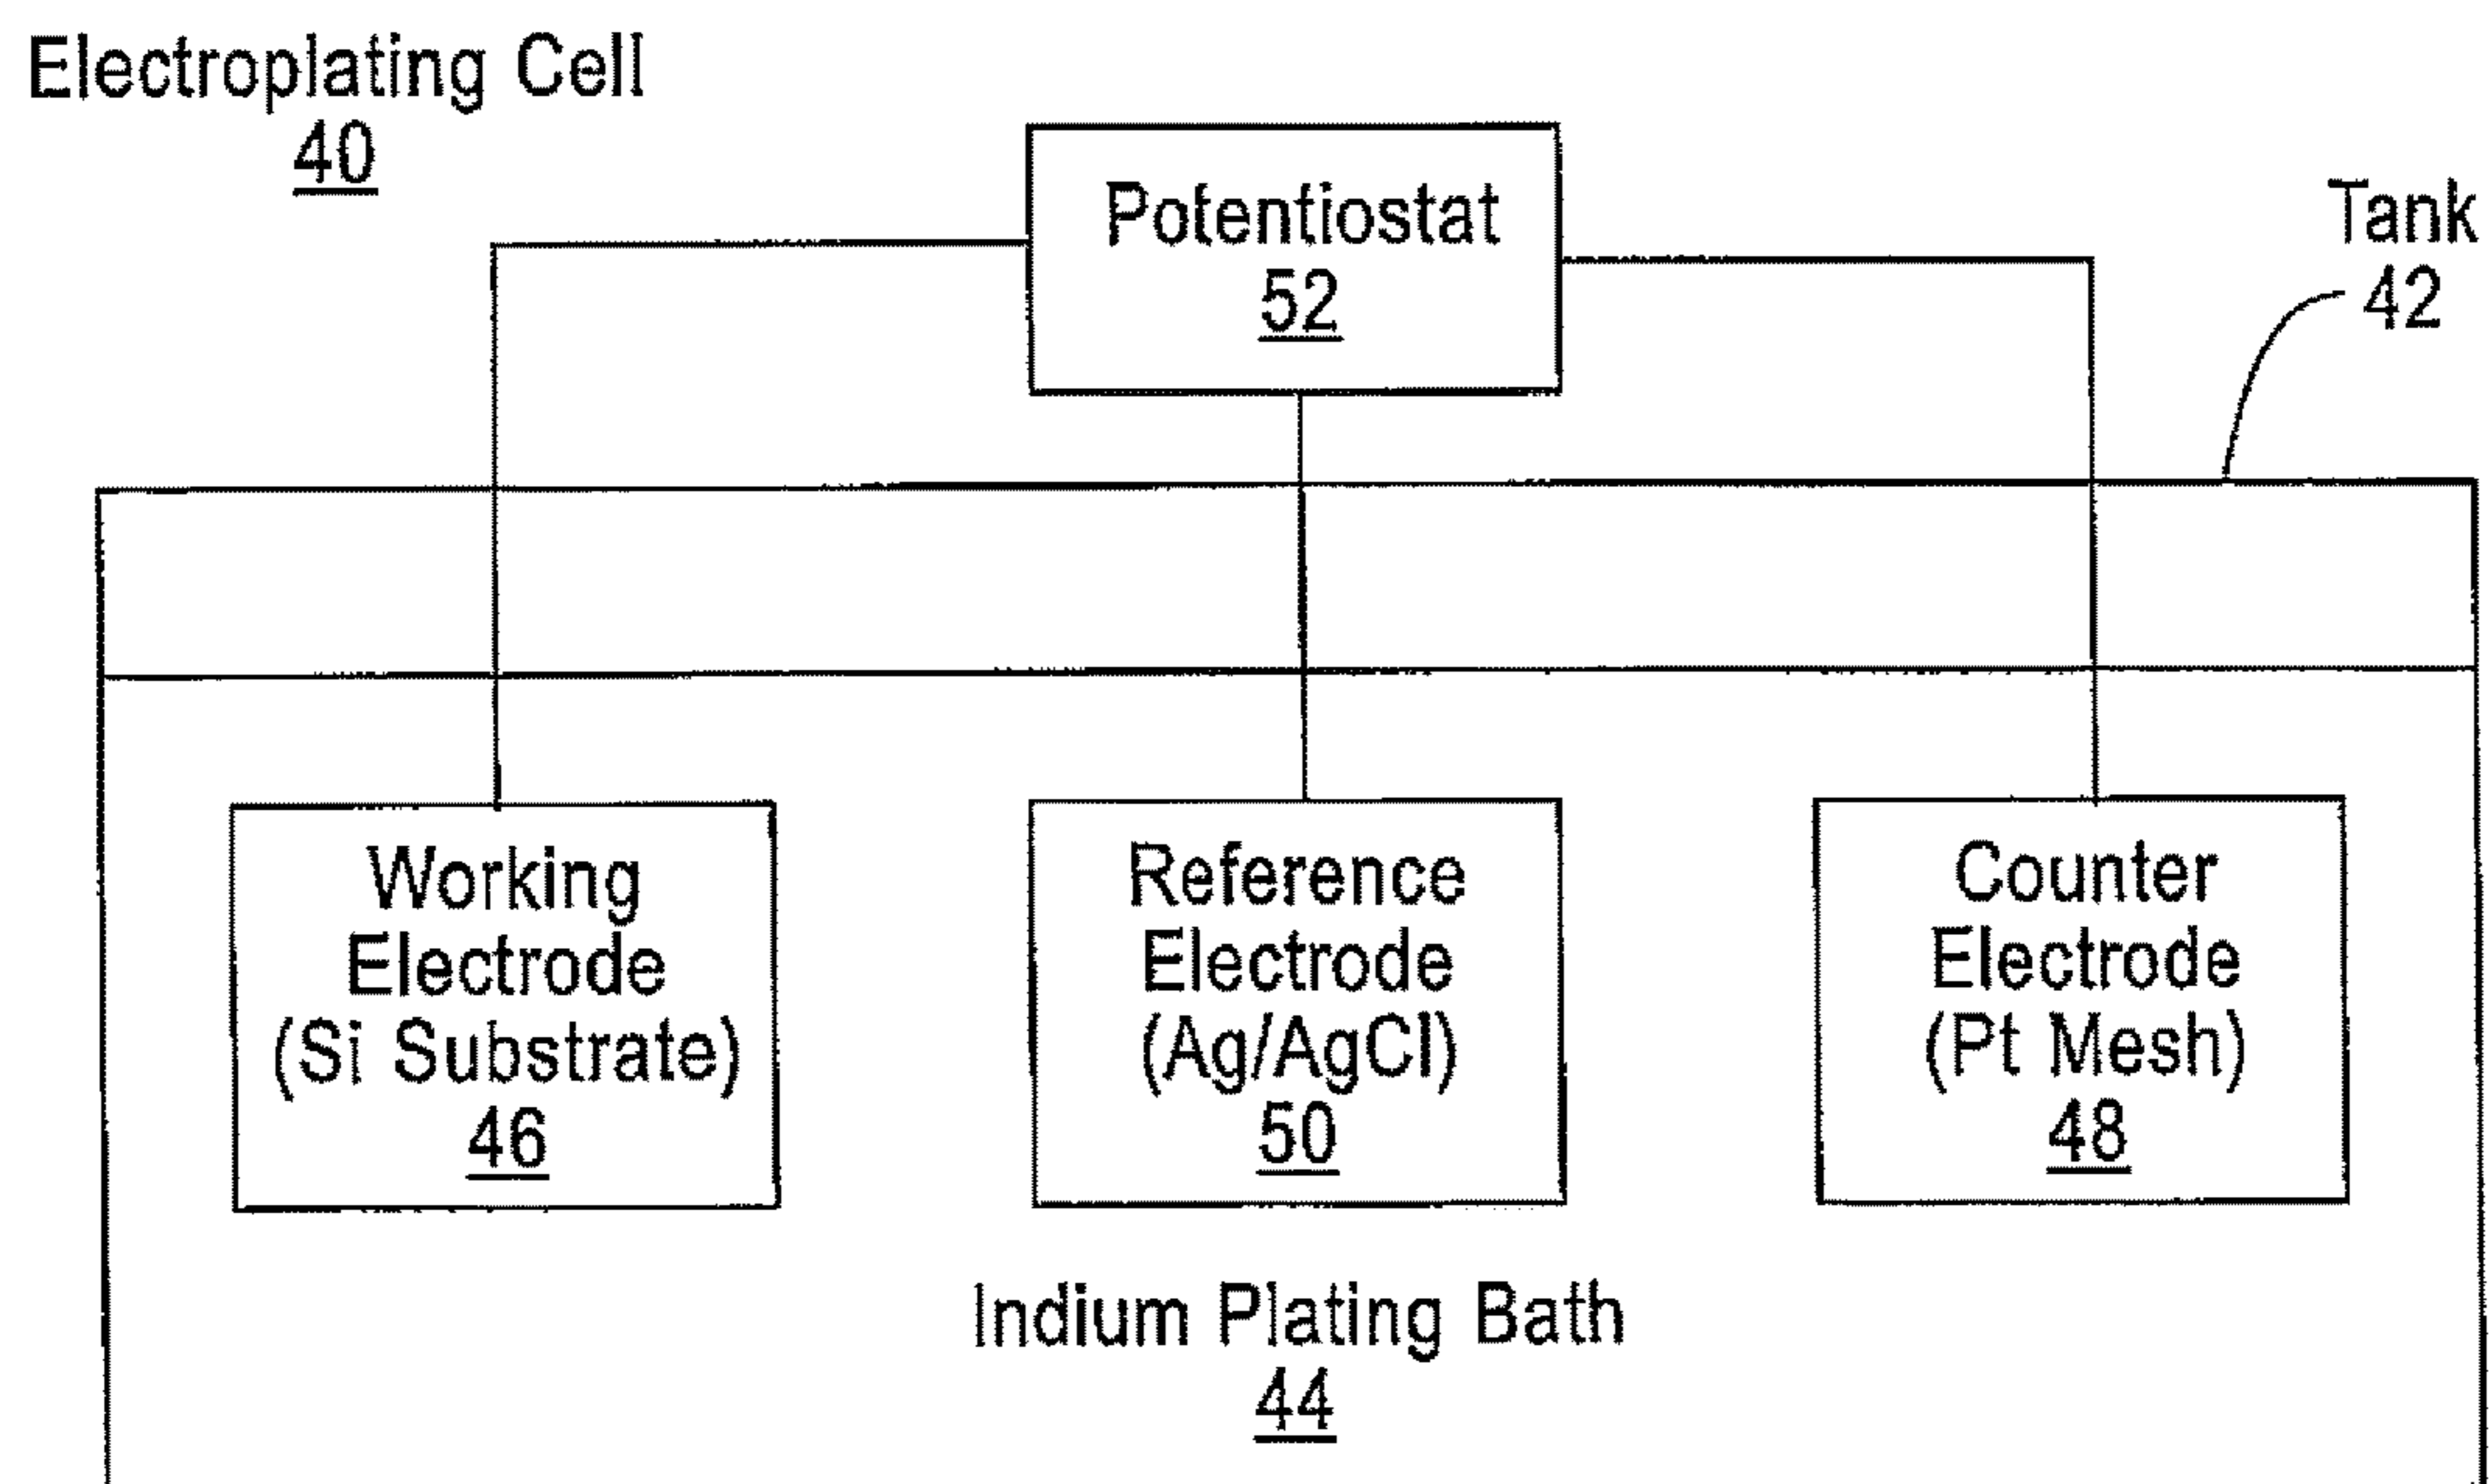 Electroplating Cell
40
Potentiostat
52
Tank
42
Working
Electrode
(Si Substrate)
46
Reference
Electrode
(Ag/AgCl)
50
Counter
Electrode
(Pt Mesh)
48
Indium Plating Bath
44